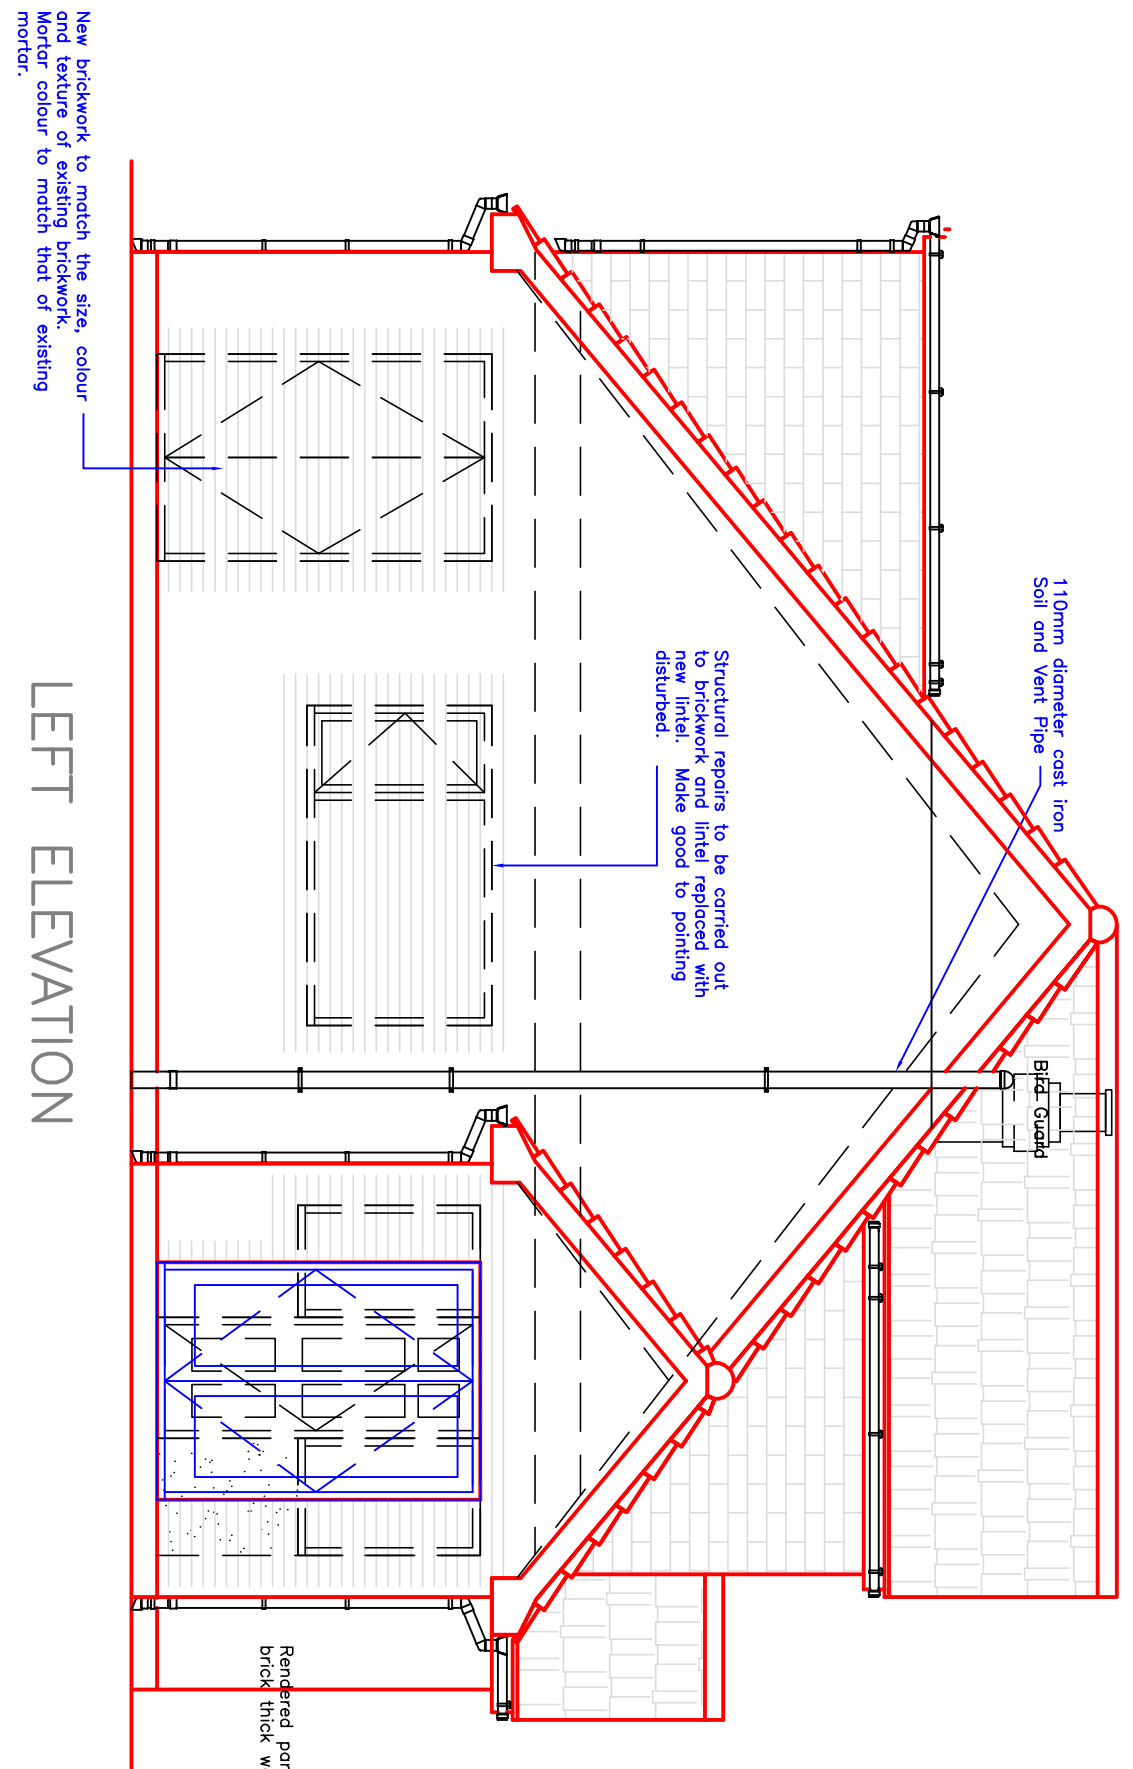 New brickwork to match the size, colour
and texture of existing brickwork.
Mortar colour to match that of existing
mortar.
110mm diameter cast iron
Soil and Vent Pipe
Structural repairs to be carried out
to brickwork and lintel replaced with
new lintel. Make good to pointing
disturbed.
Bird Guard
Rendered par
brick thick w
LEFT ELEVATION